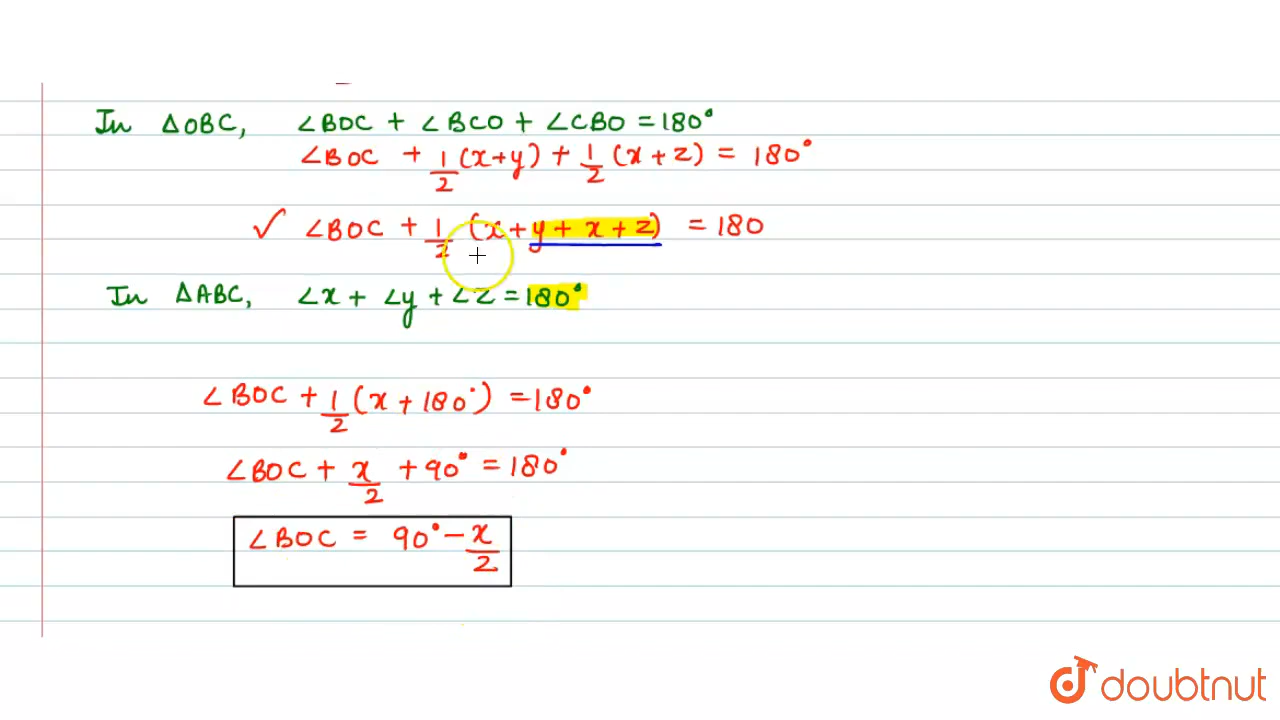 In ΔOBC, ∠BOC + ∠BCO + ∠CBO = 180°
∠BOC + 1/2 (x+y) + 1/2 (x+z) = 180°
✓ ∠BOC + 1/2 (x+y+x+z) = 180
In ΔABC, ∠x + ∠y + ∠z = 180°
∠BOC + 1/2 (x + 180°) = 180°
∠BOC + x/2 + 90° = 180°
∠BOC = 90° - x/2
doubtnut